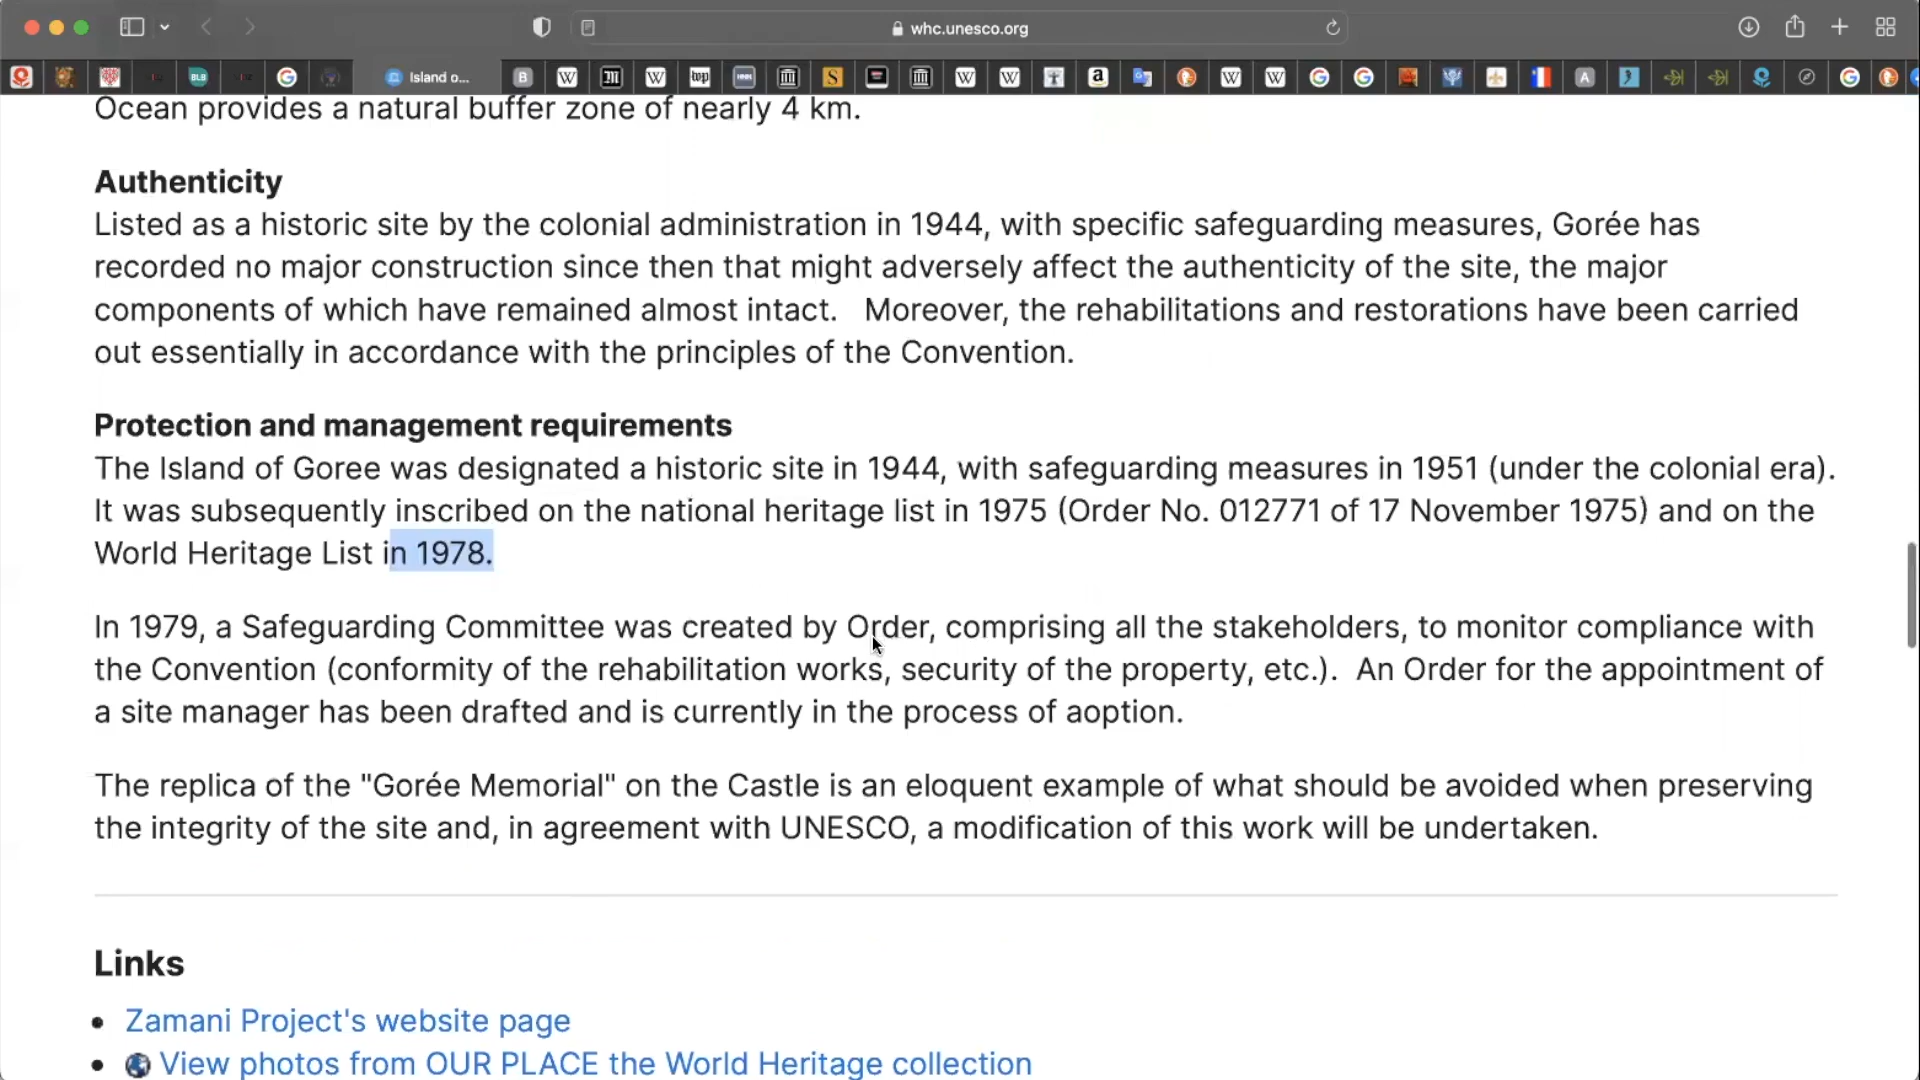 whc.unesco.org
Island o...
Ocean provides a natural buffer zone of nearly 4 km.
Authenticity
Listed as a historic site by the colonial administration in 1944, with specific safeguarding measures, Gorée has
recorded no major construction since then that might adversely affect the authenticity of the site, the major
components of which have remained almost intact.   Moreover, the rehabilitations and restorations have been carried
out essentially in accordance with the principles of the Convention.
Protection and management requirements
The Island of Goree was designated a historic site in 1944, with safeguarding measures in 1951 (under the colonial era).
It was subsequently inscribed on the national heritage list in 1975 (Order No. 012771 of 17 November 1975) and on the
World Heritage List in 1978.
In 1979, a Safeguarding Committee was created by Order, comprising all the stakeholders, to monitor compliance with
the Convention (conformity of the rehabilitation works, security of the property, etc.).  An Order for the appointment of
a site manager has been drafted and is currently in the process of aoption.
The replica of the "Gorée Memorial" on the Castle is an eloquent example of what should be avoided when preserving
the integrity of the site and, in agreement with UNESCO, a modification of this work will be undertaken.
Links
Zamani Project's website page
View photos from OUR PLACE the World Heritage collection